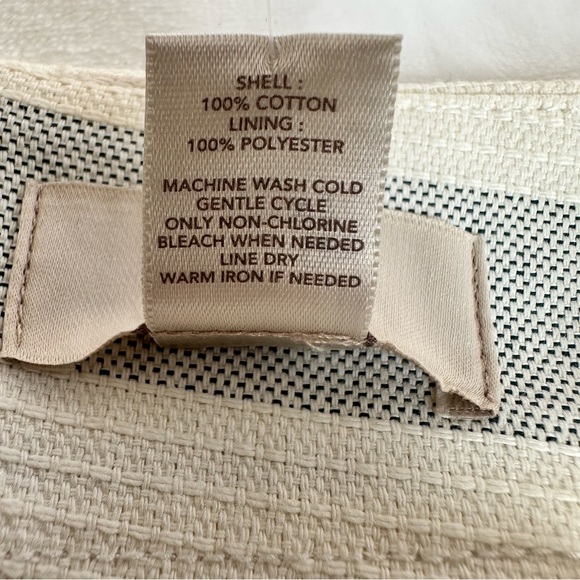 SHELL :
100% COTTON
LINING :
100% POLYESTER
MACHINE WASH COLD
GENTLE CYCLE
ONLY NON-CHLORINE
BLEACH WHEN NEEDED
LINE DRY
WARM IRON IF NEEDED